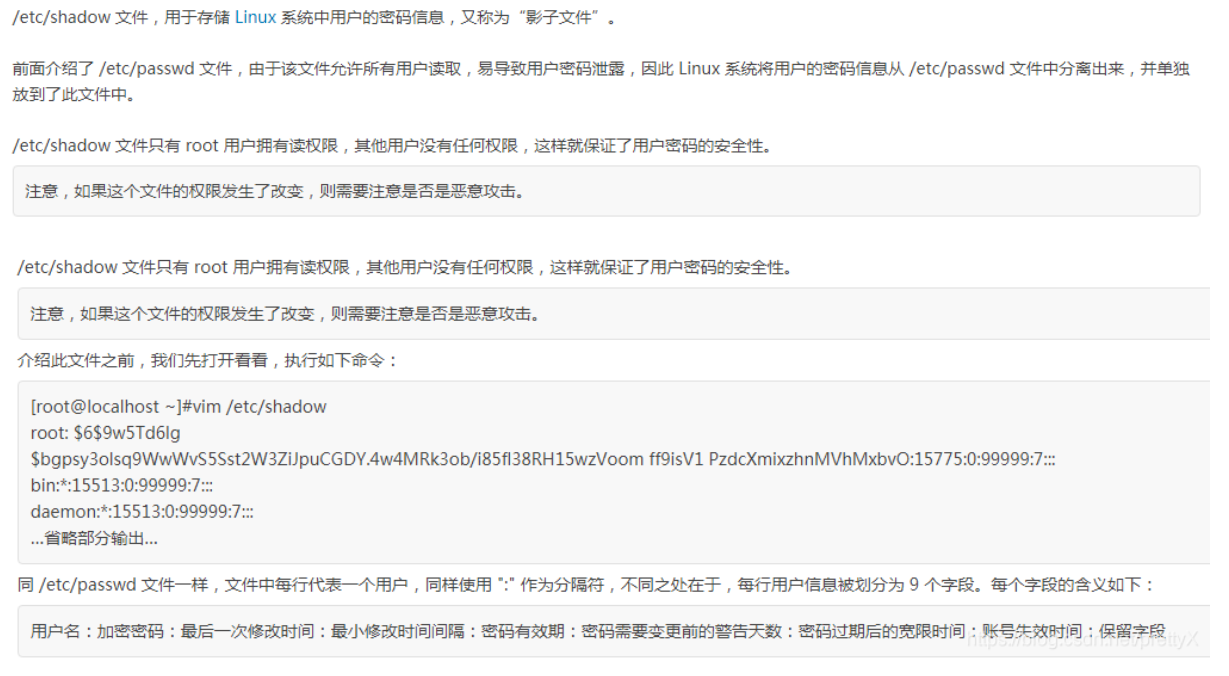 /etc/shadow 文件，用于存储 Linux 系统中用户的密码信息，又称为“影子文件”。
前面介绍了 /etc/passwd 文件，由于该文件允许所有用户读取，易导致用户密码泄露，因此 Linux 系统将用户的密码信息从 /etc/passwd 文件中分离出来，并单独
放到了此文件中。
/etc/shadow 文件只有 root 用户拥有读权限，其他用户没有任何权限，这样就保证了用户密码的安全性。
注意，如果这个文件的权限发生了改变，则需要注意是否是恶意攻击。
/etc/shadow 文件只有 root 用户拥有读权限，其他用户没有任何权限，这样就保证了用户密码的安全性。
注意，如果这个文件的权限发生了改变，则需要注意是否是恶意攻击。
介绍此文件之前，我们先打开看看，执行如下命令：
[root@localhost ~]#vim /etc/shadow
root: $6$9w5Td6lg
$bgpsy3olsq9WwWvS5Sst2W3ZiJpuCGDY.4w4MRk3ob/i85fl38RH15wzVoom ff9isV1 PzdcXmixzhnMVhMxbvO:15775:0:99999:7:::
bin:*:15513:0:99999:7:::
daemon:*:15513:0:99999:7:::
...省略部分输出...
同 /etc/passwd 文件一样，文件中每行代表一个用户，同样使用 ":" 作为分隔符，不同之处在于，每行用户信息被划分为 9 个字段。每个字段的含义如下：
用户名：加密密码：最后一次修改时间：最小修改时间间隔：密码有效期：密码需要变更前的警告天数：密码过期后的宽限时间：账号失效时间：保留字段
https://blog.csdn.net/prettyX